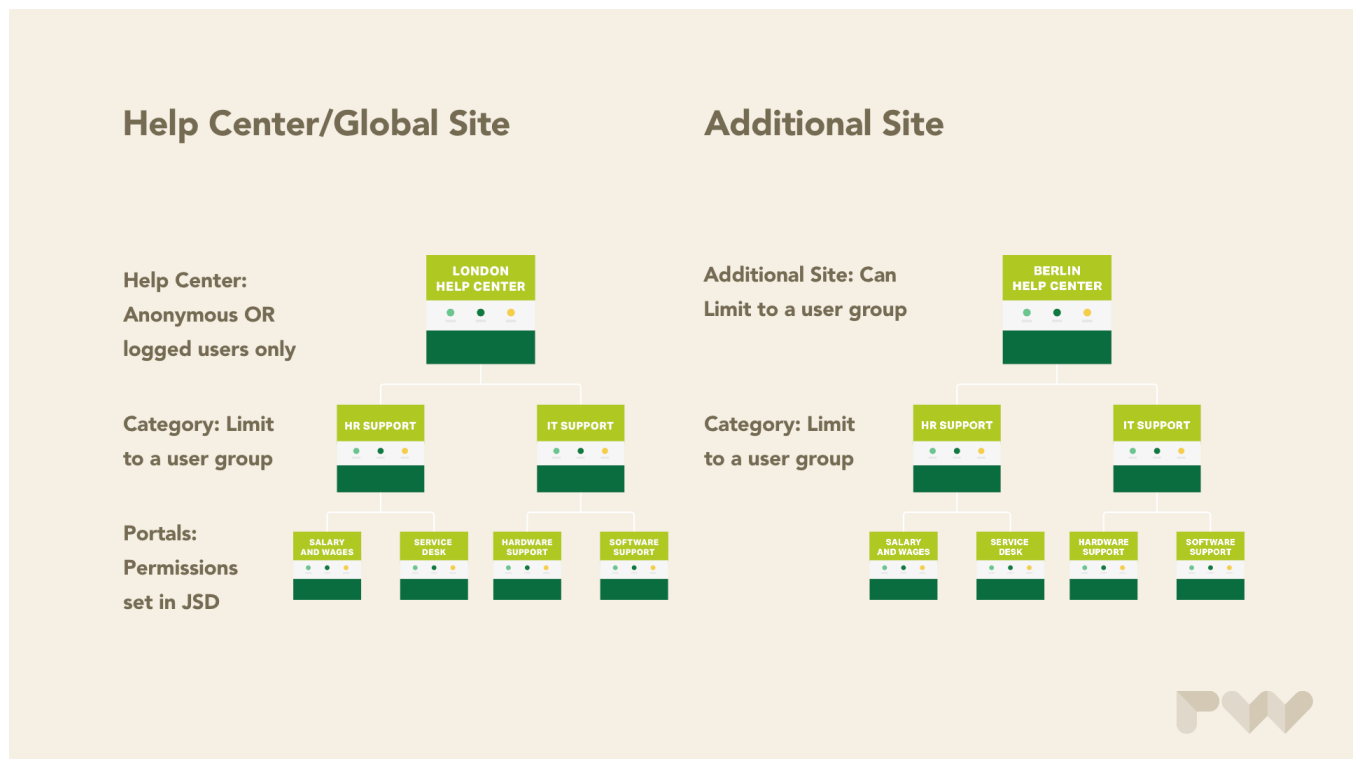 Help Center/Global Site
Help Center:
Anonymous OR
logged users only
LONDON
HELP CENTER
Category: Limit
to a user group
HR SUPPORT
IT SUPPORT
Portals:
Permissions
set in JSD
SALARY
AND WAGES
SERVICE
DESK
HARDWARE
SUPPORT
SOFTWARE
SUPPORT
Additional Site
Additional Site: Can
Limit to a user group
BERLIN
HELP CENTER
Category: Limit
to a user group
HR SUPPORT
IT SUPPORT
SALARY
AND WAGES
SERVICE
DESK
HARDWARE
SUPPORT
SOFTWARE
SUPPORT